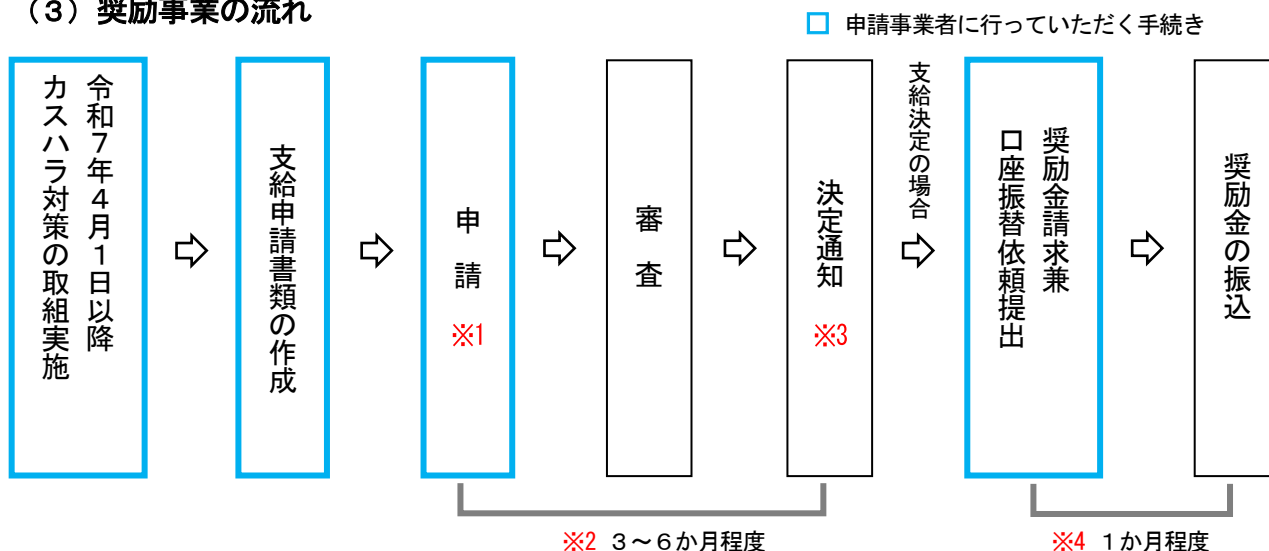 (3)奨励事業の流れ
申請事業者に行っていただく手続き
令和7年4月1日以降
カスハラ対策の取組実施
⇨
支給申請書類の作成
⇨
申請
※1
⇨
審査
⇨
決定通知
※3
支給決定の場合
⇨
奨励金請求兼
口座振替依頼提出
⇨
奨励金の振込
※2 3~6か月程度
※4 1か月程度